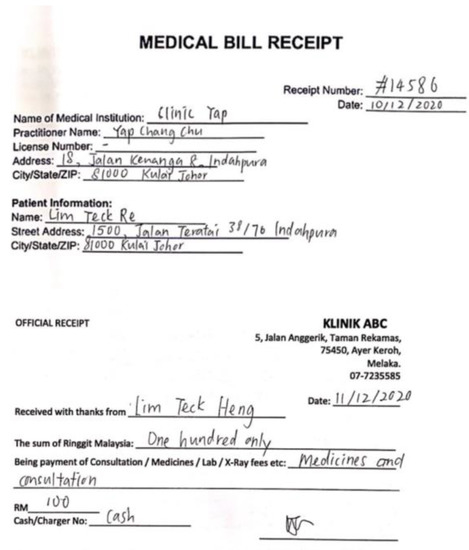 MEDICAL BILL RECEIPT
Receipt Number: #14586
Date: 10/12/2020
Name of Medical Institution: Clinic Yap
Practitioner Name: Yap Chang Chu
License Number: -
Address: 18, Jalan Kenanga 8 Indahpura
City/State/ZIP: 81000 Kulai Johor
Patient Information:
Name: Lim Teck Re
Street Address: 1500, Jalan Teratai 38/76 Indahpura
City/State/ZIP: 81000 Kulai Johor
OFFICIAL RECEIPT
KLINIK ABC
5, Jalan Anggerik, Taman Rekamas,
75450, Ayer Keroh,
Melaka.
07-7235585
Received with thanks from Lim Teck Heng
Date: 11/12/2020
The sum of Ringgit Malaysia: One hundred only
Being payment of Consultation / Medicines / Lab / X-Ray fees etc: Medicines and
consultation
RM 100
Cash/Charger No: Cash